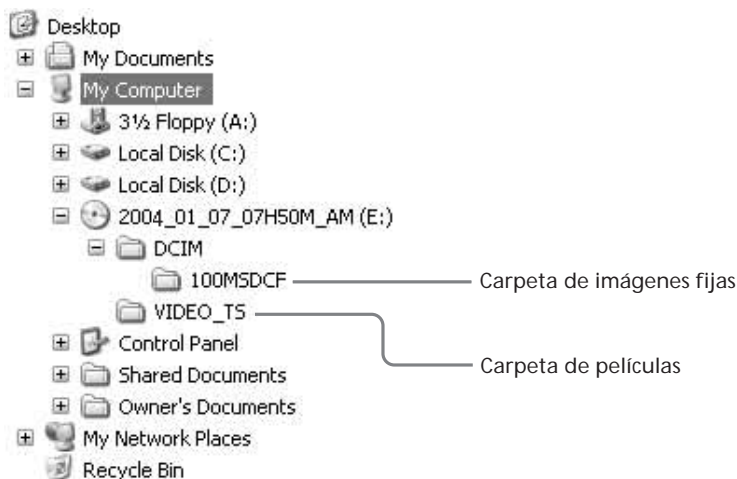 Desktop
My Documents
My Computer
3½ Floppy (A:)
Local Disk (C:)
Local Disk (D:)
2004_01_07_07H50M_AM (E:)
DCIM
100MSDCF
Carpeta de imágenes fijas
VIDEO_TS
Control Panel
Carpeta de películas
Shared Documents
Owner's Documents
My Network Places
Recycle Bin